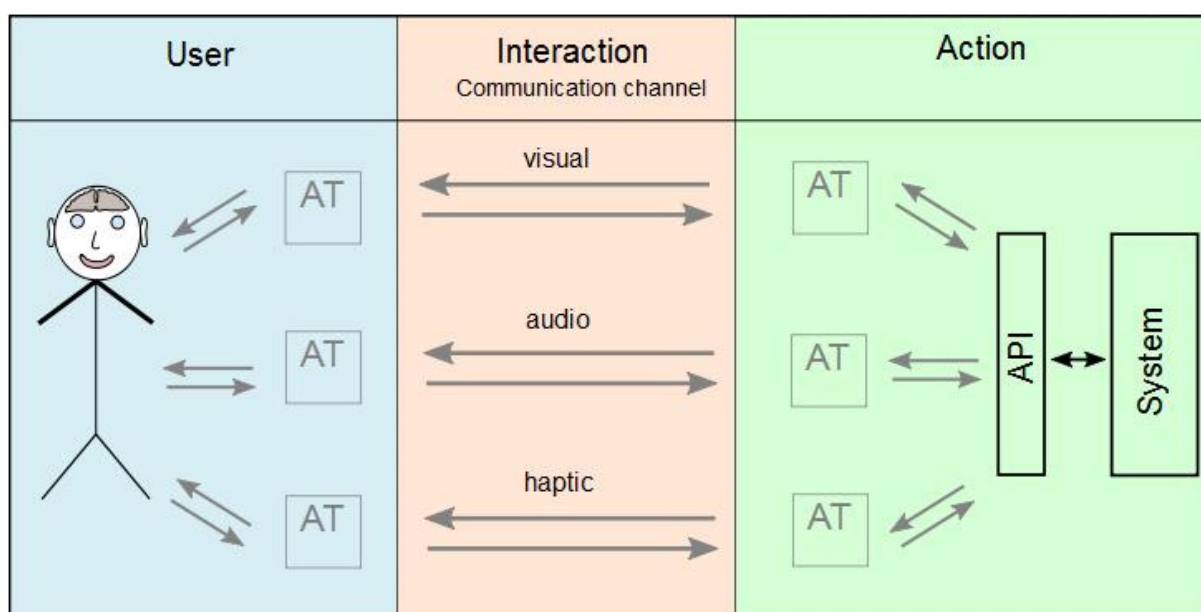 User
Interaction
Communication channel
Action
visual
AT
AT
audio
AT
AT
haptic
AT
AT
API
System